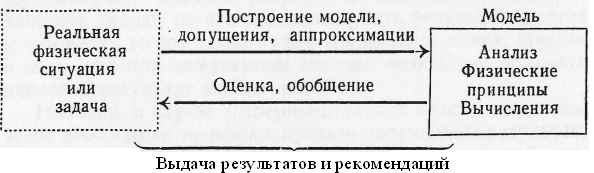 Реальная
физическая
ситуация
или
задача
Построение модели,
допущения, аппроксимации
Оценка, обобщение
Модель
Анализ
Физические
принципы
Вычисления
Выдача результатов и рекомендаций